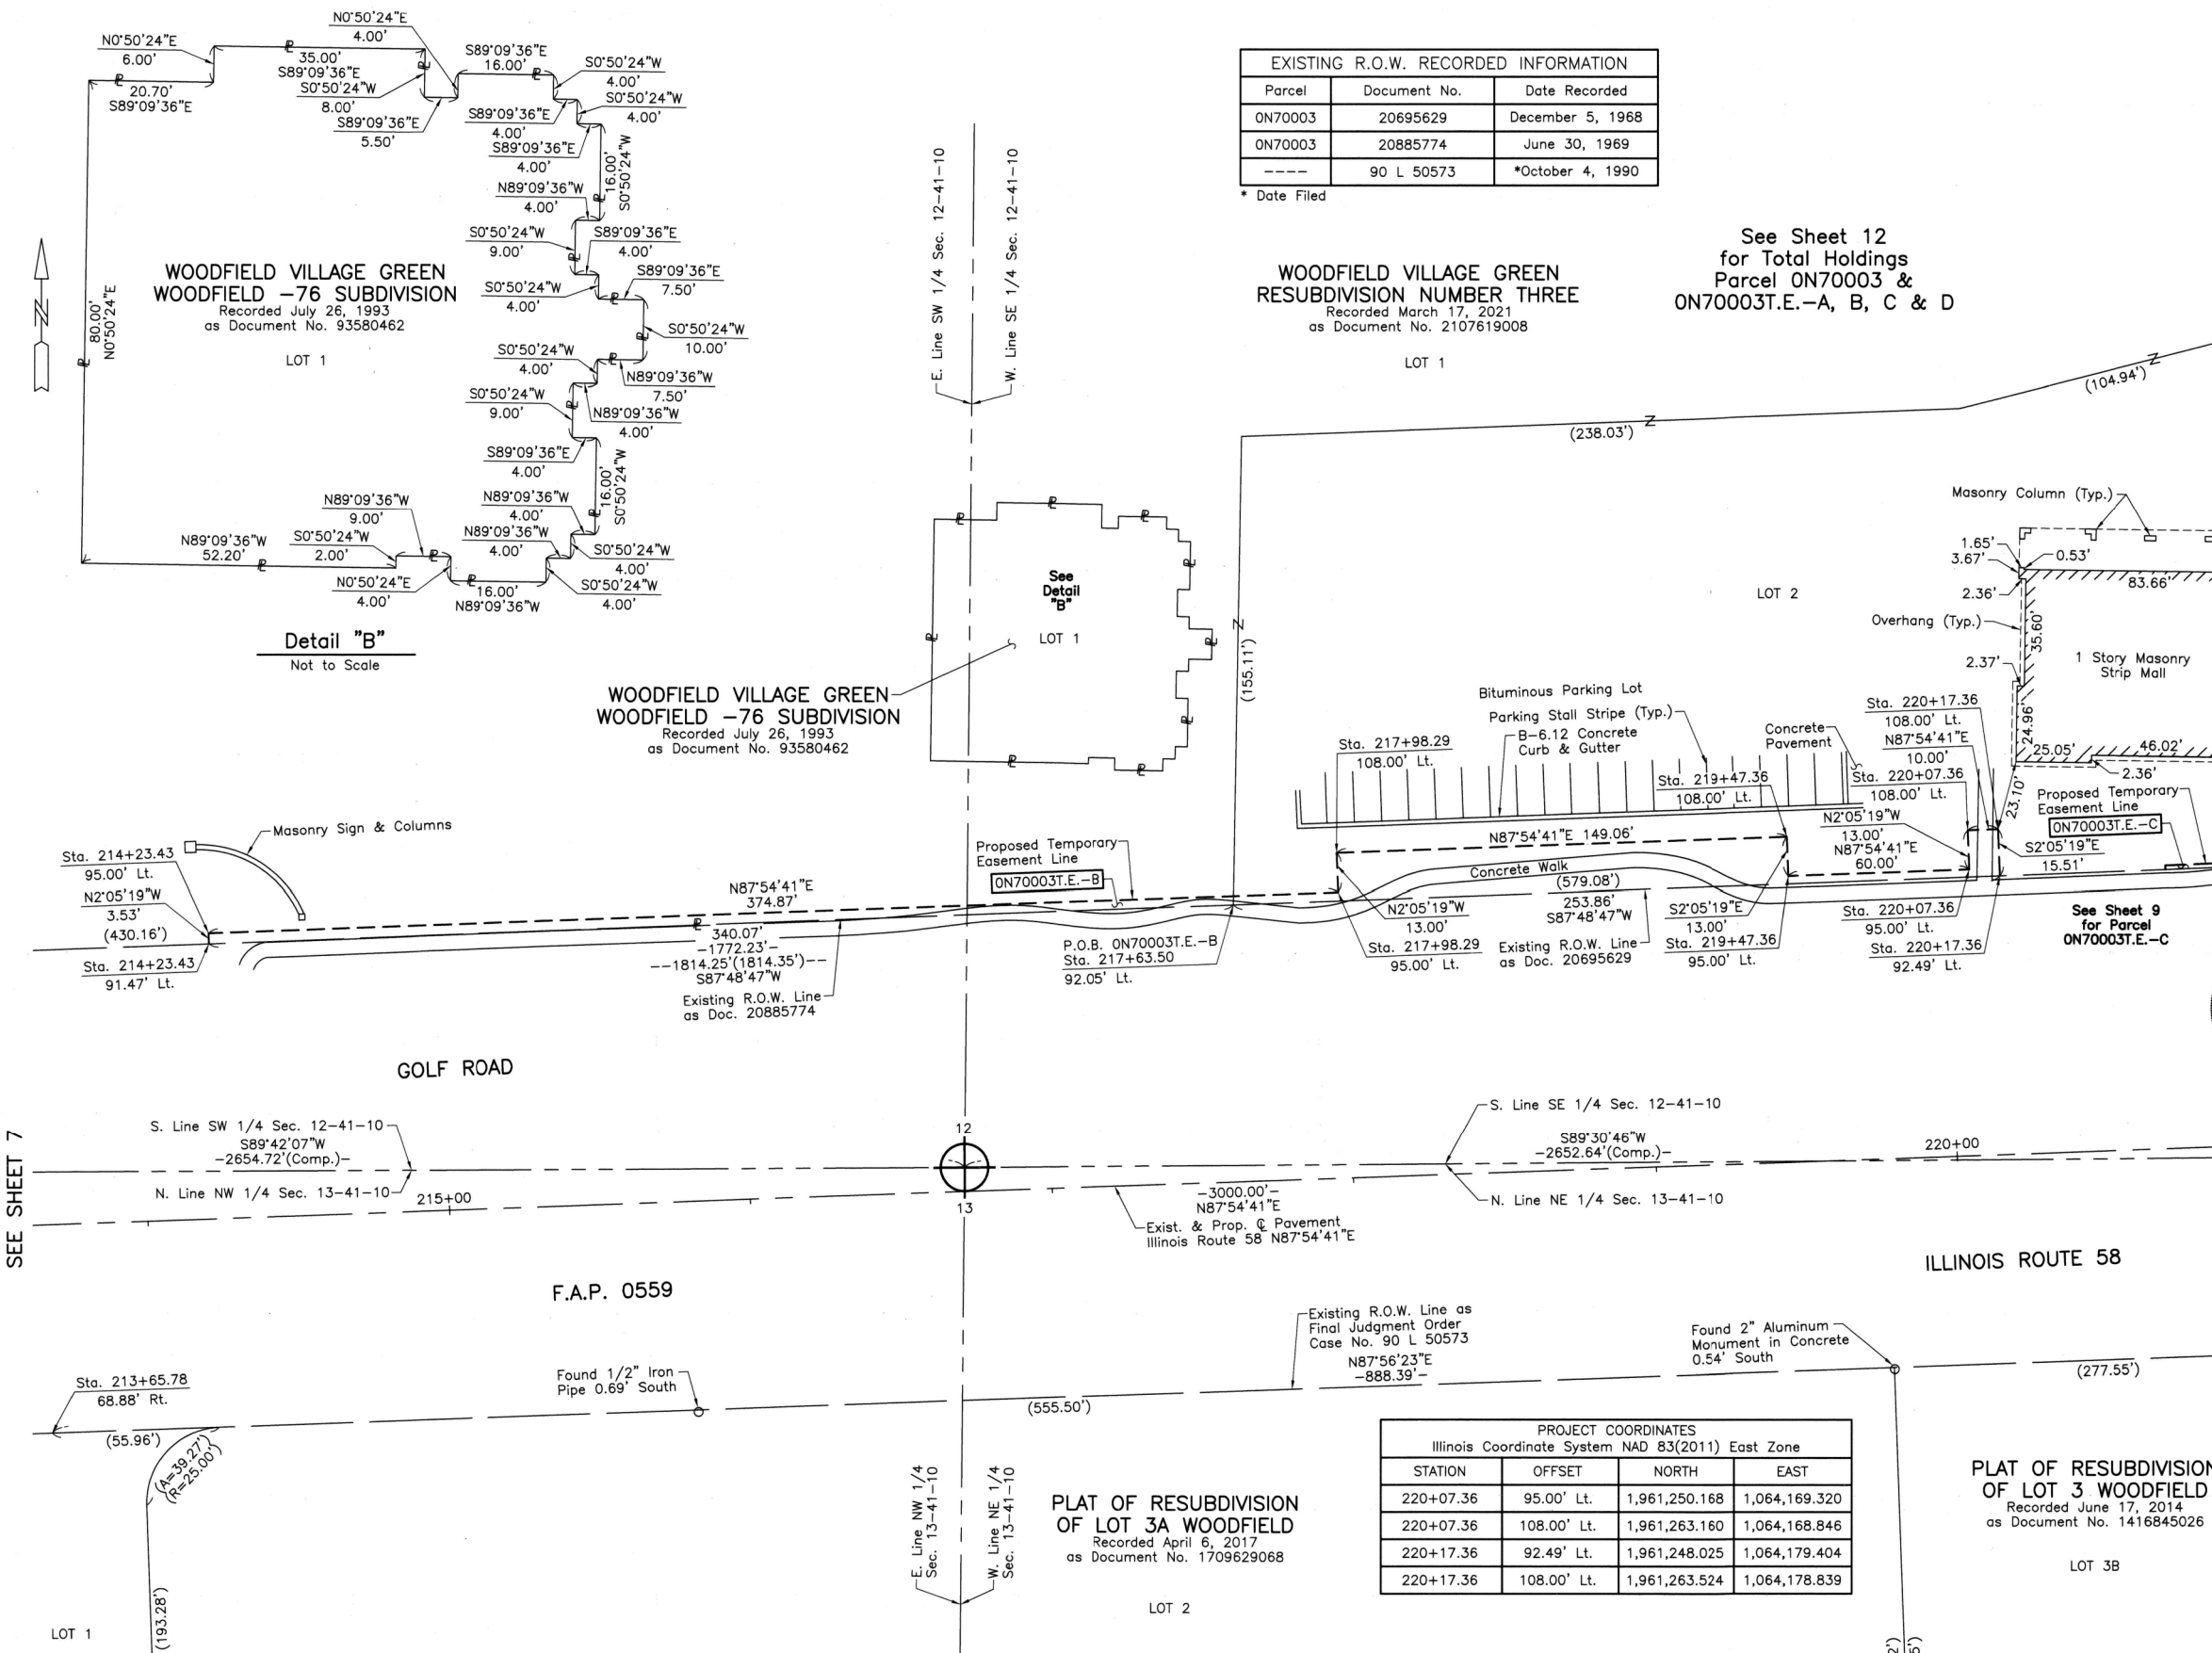 N0°50'24"E
4.00'
N0°50'24"E
6.00'
35.00'
S89°09'36"E
20.70'
S89°09'36"E
S0°50'24"W
8.00'
S89°09'36"E
5.50'
S89°09'36"E
16.00'
S0°50'24"W
4.00'
S0°50'24"W
4.00'
S89°09'36"E
4.00'
S89°09'36"E
4.00'
16.00'
S0°50'24"W
N89°09'36"W
4.00'
S0°50'24"W
9.00'
S89°09'36"E
4.00'
S89°09'36"E
7.50'
S0°50'24"W
4.00'
S0°50'24"W
10.00'
S0°50'24"W
4.00'
N89°09'36"W
7.50'
S0°50'24"W
9.00'
N89°09'36"W
4.00'
S89°09'36"E
4.00'
16.00'
S0°50'24"W
N89°09'36"W
4.00'
N89°09'36"W
4.00'
S0°50'24"W
4.00'
S0°50'24"W
4.00'
N89°09'36"W
9.00'
N89°09'36"W
52.20'
S0°50'24"W
2.00'
N0°50'24"E
4.00'
16.00'
N89°09'36"W
80.00'
N0°50'24"E
N
WOODFIELD VILLAGE GREEN
WOODFIELD -76 SUBDIVISION
Recorded July 26, 1993
as Document No. 93580462
LOT 1
Detail "B"
Not to Scale
E. Line SW 1/4 Sec. 12-41-10
W. Line SE 1/4 Sec. 12-41-10
EXISTING R.O.W. RECORDED INFORMATION
Parcel Document No. Date Recorded
0N70003 20695629 December 5, 1968
0N70003 20885774 June 30, 1969
---- 90 L 50573 *October 4, 1990
* Date Filed
WOODFIELD VILLAGE GREEN
RESUBDIVISION NUMBER THREE
Recorded March 17, 2021
as Document No. 2107619008
LOT 1
See Sheet 12
for Total Holdings
Parcel 0N70003 &
0N70003T.E.-A, B, C & D
(104.94')
(238.03')
(155.11')
See
Detail
"B"
LOT 1
WOODFIELD VILLAGE GREEN
WOODFIELD -76 SUBDIVISION
Recorded July 26, 1993
as Document No. 93580462
LOT 2
Masonry Column (Typ.)
1.65'
3.67'
0.53'
83.66'
2.36'
Overhang (Typ.)
35.60'
2.37'
1 Story Masonry
Strip Mall
24.96'
25.05'
46.02'
2.36'
23.10'
Bituminous Parking Lot
Parking Stall Stripe (Typ.)
B-6.12 Concrete
Curb & Gutter
Concrete
Pavement
Sta. 217+98.29
108.00' Lt.
Sta. 219+47.36
108.00' Lt.
Sta. 220+17.36
108.00' Lt.
N87°54'41"E
10.00'
Sta. 220+07.36
108.00' Lt.
N2°05'19"W
13.00'
N87°54'41"E
60.00'
Proposed Temporary
Easement Line
0N70003T.E.-C
S2°05'19"E
15.51'
N87°54'41"E 149.06'
Concrete Walk
(579.08')
253.86'
S87°48'47"W
Existing R.O.W. Line
as Doc. 20695629
N2°05'19"W
13.00'
Sta. 217+98.29
95.00' Lt.
S2°05'19"E
13.00'
Sta. 219+47.36
95.00' Lt.
Sta. 220+07.36
95.00' Lt.
Sta. 220+17.36
92.49' Lt.
See Sheet 9
for Parcel
0N70003T.E.-C
Masonry Sign & Columns
Sta. 214+23.43
95.00' Lt.
N2°05'19"W
3.53'
(430.16')
Sta. 214+23.43
91.47' Lt.
N87°54'41"E
374.87'
Proposed Temporary
Easement Line
0N70003T.E.-B
340.07'
-1772.23'-
--1814.25'(1814.35')--
S87°48'47"W
Existing R.O.W. Line
as Doc. 20885774
P.O.B. 0N70003T.E.-B
Sta. 217+63.50
92.05' Lt.
GOLF ROAD
SEE SHEET 7
S. Line SW 1/4 Sec. 12-41-10
S89°42'07"W
-2654.72'(Comp.)-
N. Line NW 1/4 Sec. 13-41-10
215+00
12
13
S. Line SE 1/4 Sec. 12-41-10
S89°30'46"W
-2652.64'(Comp.)-
N. Line NE 1/4 Sec. 13-41-10
220+00
-3000.00'-
N87°54'41"E
Exist. & Prop. ℄ Pavement
Illinois Route 58 N87°54'41"E
ILLINOIS ROUTE 58
F.A.P. 0559
Existing R.O.W. Line as
Final Judgment Order
Case No. 90 L 50573
N87°56'23"E
-888.39'-
Found 2" Aluminum
Monument in Concrete
0.54' South
(277.55')
Sta. 213+65.78
68.88' Rt.
(55.96')
(A=39.27')
(R=25.00')
Found 1/2" Iron
Pipe 0.69' South
(555.50')
(193.28')
LOT 1
E. Line NW 1/4
Sec. 13-41-10
W. Line NE 1/4
Sec. 13-41-10
PLAT OF RESUBDIVISION
OF LOT 3A WOODFIELD
Recorded April 6, 2017
as Document No. 1709629068
LOT 2
PROJECT COORDINATES
Illinois Coordinate System NAD 83(2011) East Zone
STATION OFFSET NORTH EAST
220+07.36 95.00' Lt. 1,961,250.168 1,064,169.320
220+07.36 108.00' Lt. 1,961,263.160 1,064,168.846
220+17.36 92.49' Lt. 1,961,248.025 1,064,179.404
220+17.36 108.00' Lt. 1,961,263.524 1,064,178.839
PLAT OF RESUBDIVISION
OF LOT 3 WOODFIELD
Recorded June 17, 2014
as Document No. 1416845026
LOT 3B